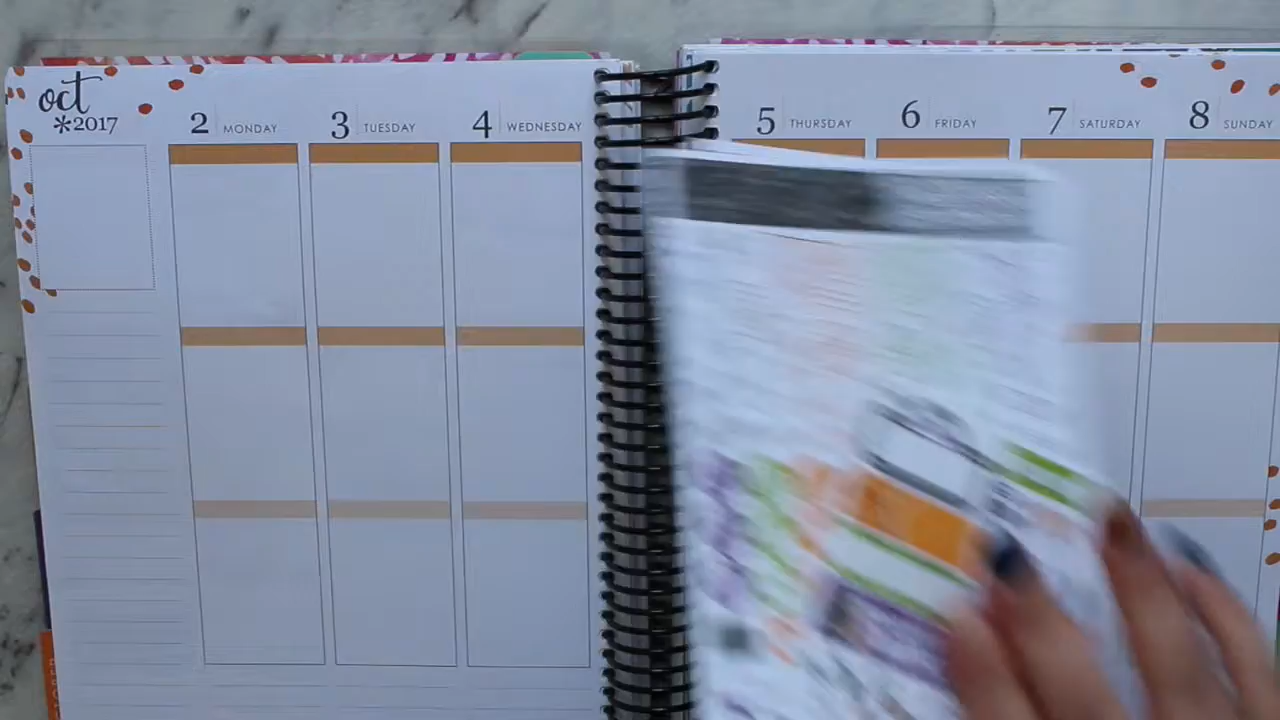 oct
*2017
2 MONDAY
3 TUESDAY
4 WEDNESDAY
5 THURSDAY
6 FRIDAY
7 SATURDAY
8 SUNDAY